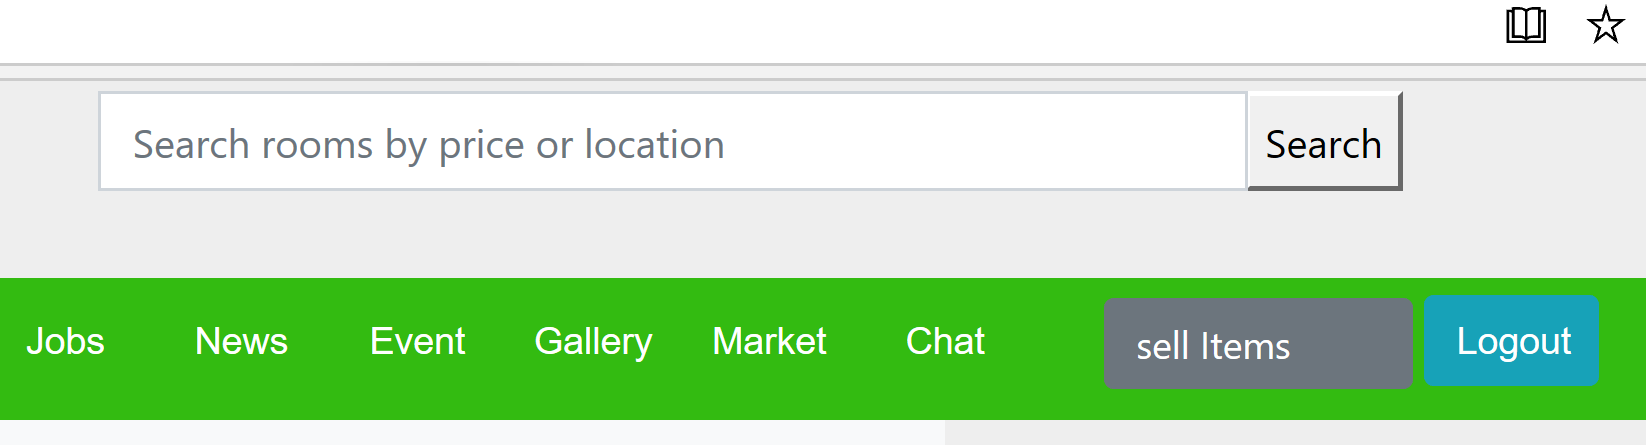 Search rooms by price or location Search
Jobs News Event Gallery Market Chat sell Items Logout